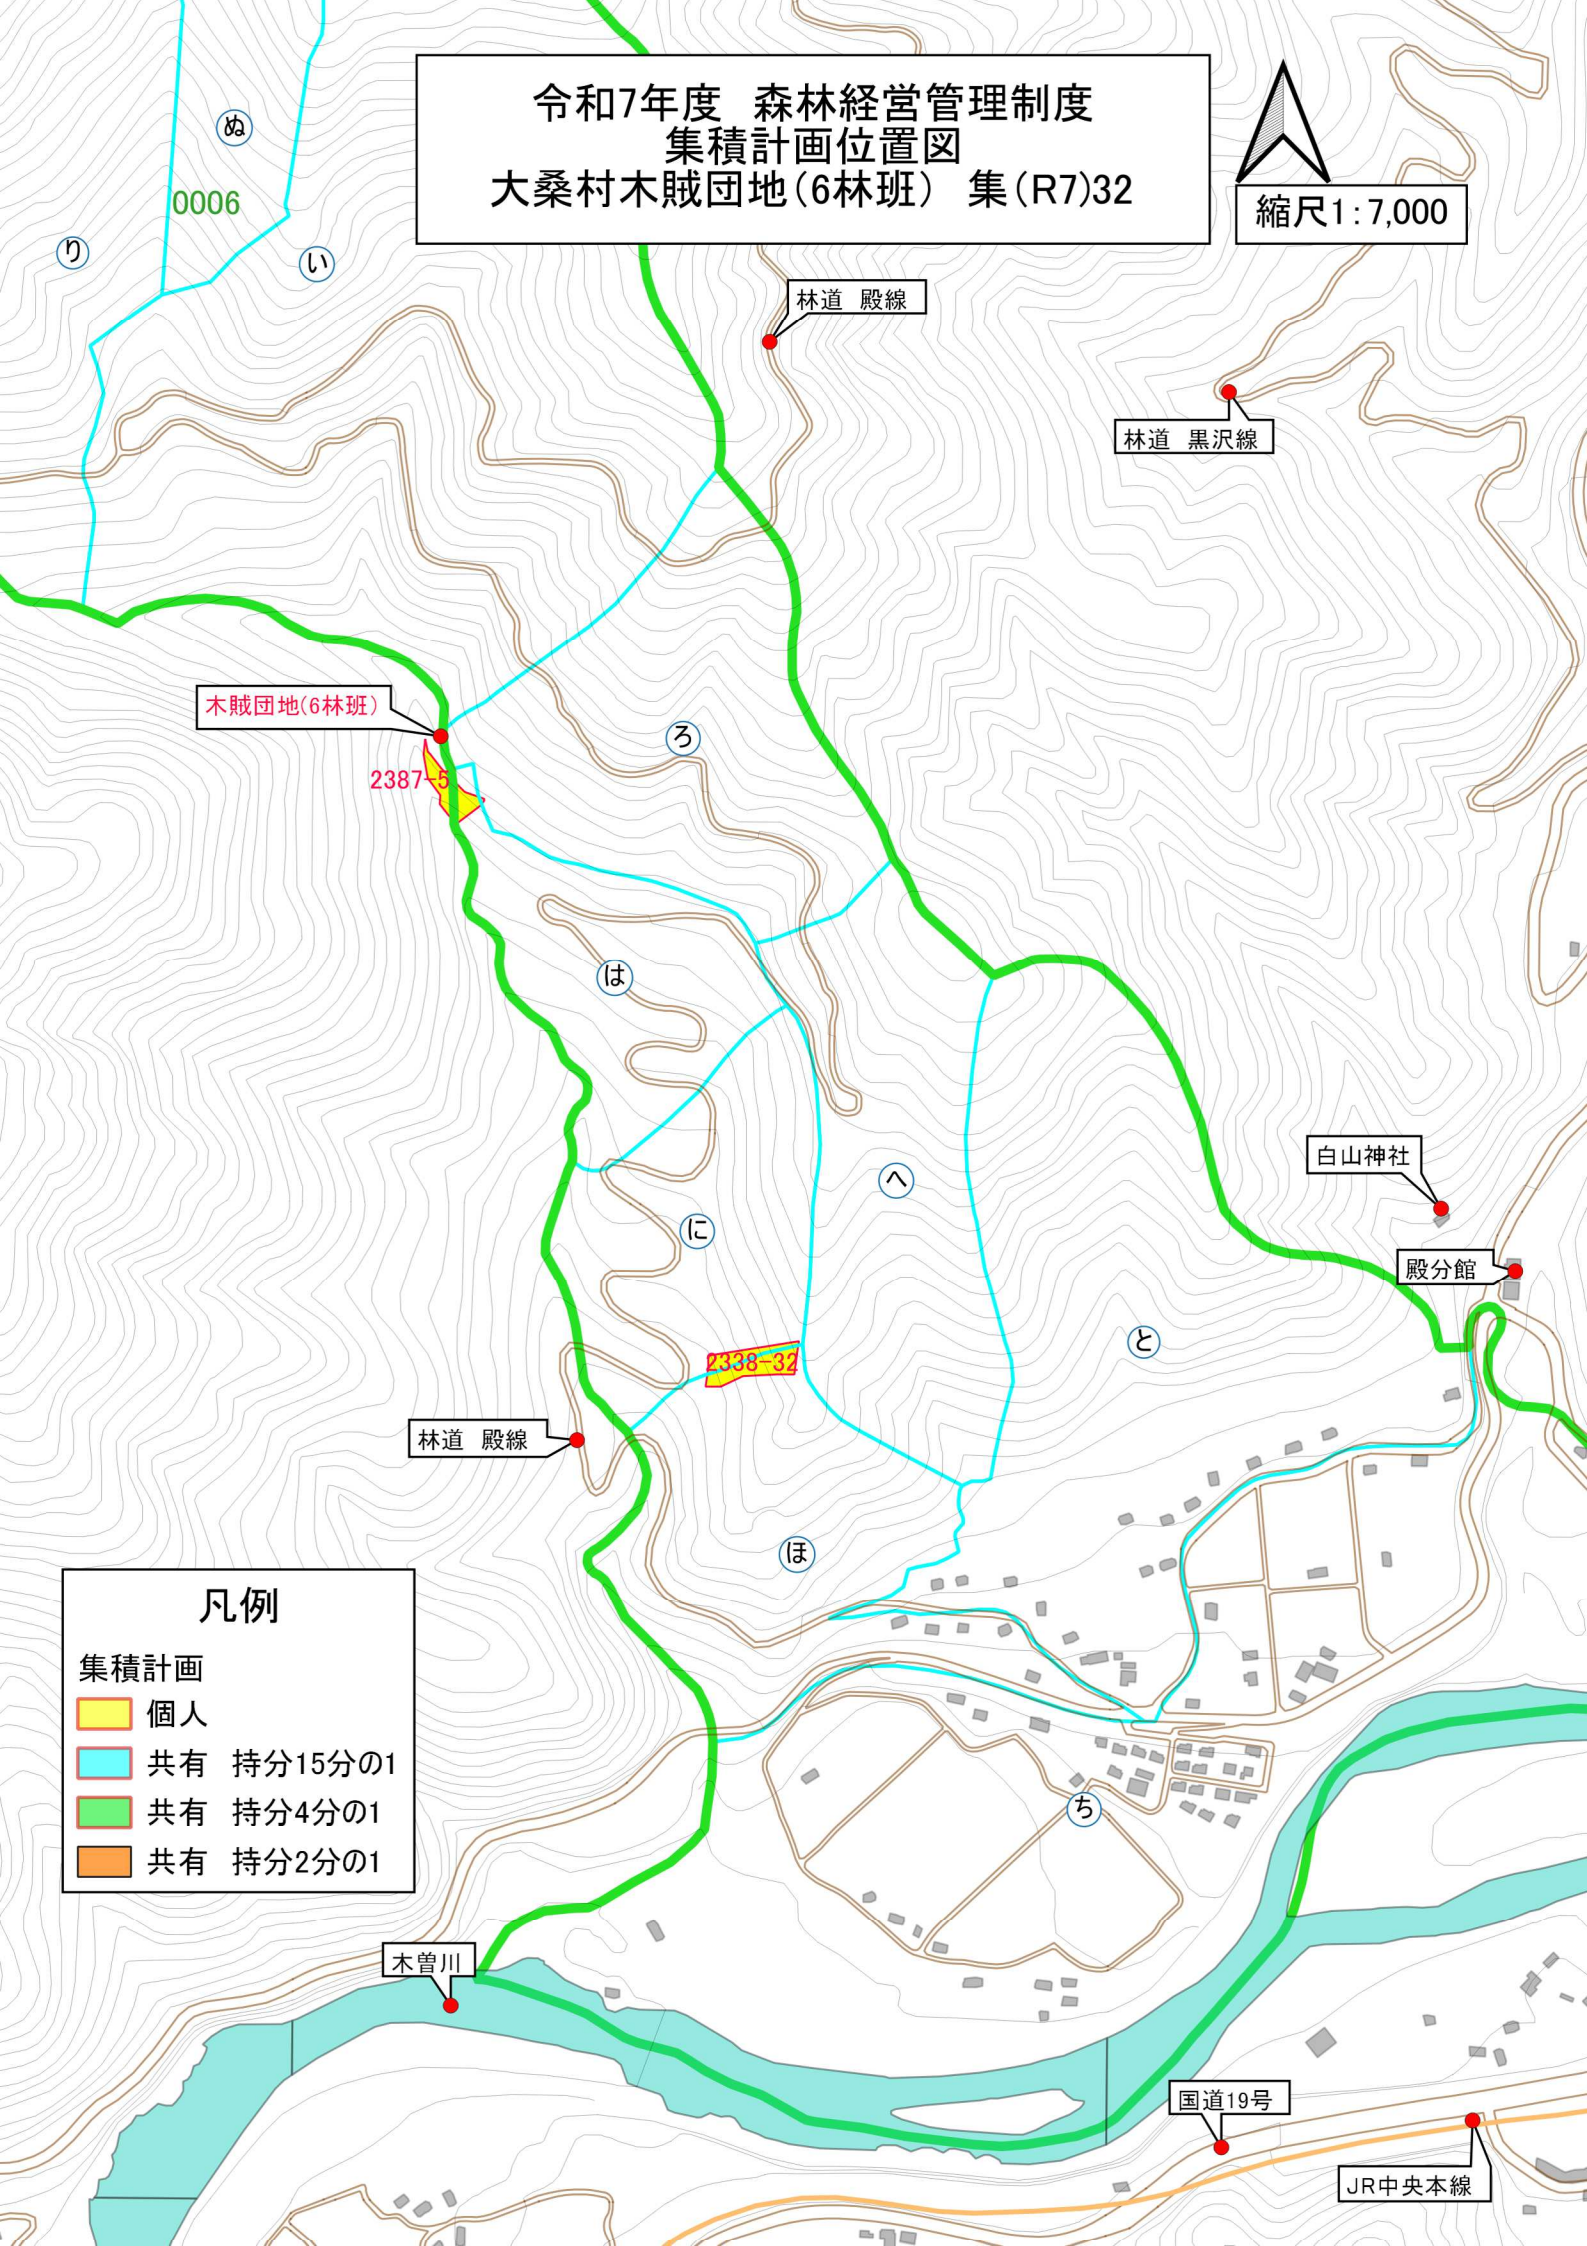 令和7年度　森林経営管理制度
集積計画位置図
大桑村木賊団地(6林班)　集(R7)32
縮尺1:7,000
ぬ
0006
り
い
林道　殿線
林道　黒沢線
木賊団地(6林班)
ろ
2387-5
は
白山神社
へ
に
殿分館
と
2338-32
林道　殿線
ほ
凡例
集積計画
個人
共有　持分15分の1
共有　持分4分の1
共有　持分2分の1
ち
木曽川
国道19号
JR中央本線